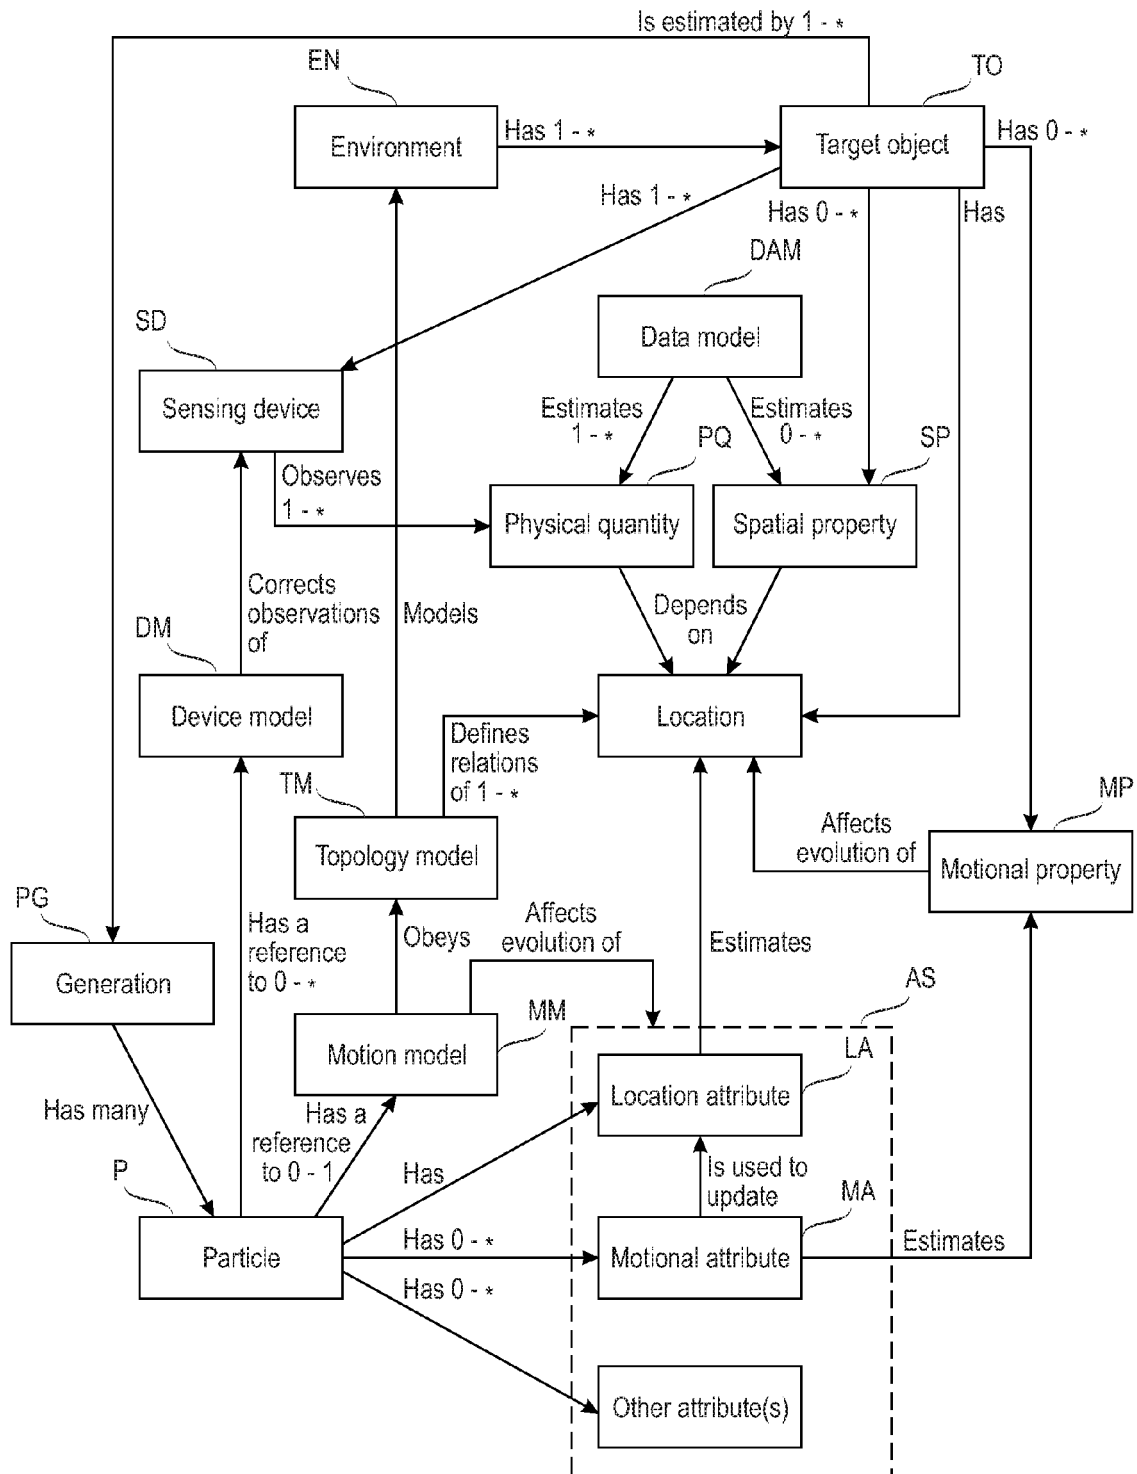 Is estimated by 1 - *
EN
TO
Environment
Has 1 - *
Target object
Has 0 - *
Has 1 - *
Has 0 - *
Has
DAM
SD
Data model
Sensing device
Estimates
1 - *
Estimates
0 - *
PQ
SP
Observes
1 - *
Physical quantity
Spatial property
Corrects
observations
of
Models
Depends
on
DM
Device model
Location
Defines
relations
of 1 - *
TM
MP
Topology model
Affects
evolution of
Motional property
PG
Has a
reference
to 0 - *
Obeys
Affects
evolution of
Estimates
Generation
AS
MM
LA
Motion model
Location attribute
Has many
Has a
reference
to 0 - 1
P
Has
Is used to
update
MA
Particle
Has 0 - *
Motional attribute
Estimates
Has 0 - *
Other attribute(s)